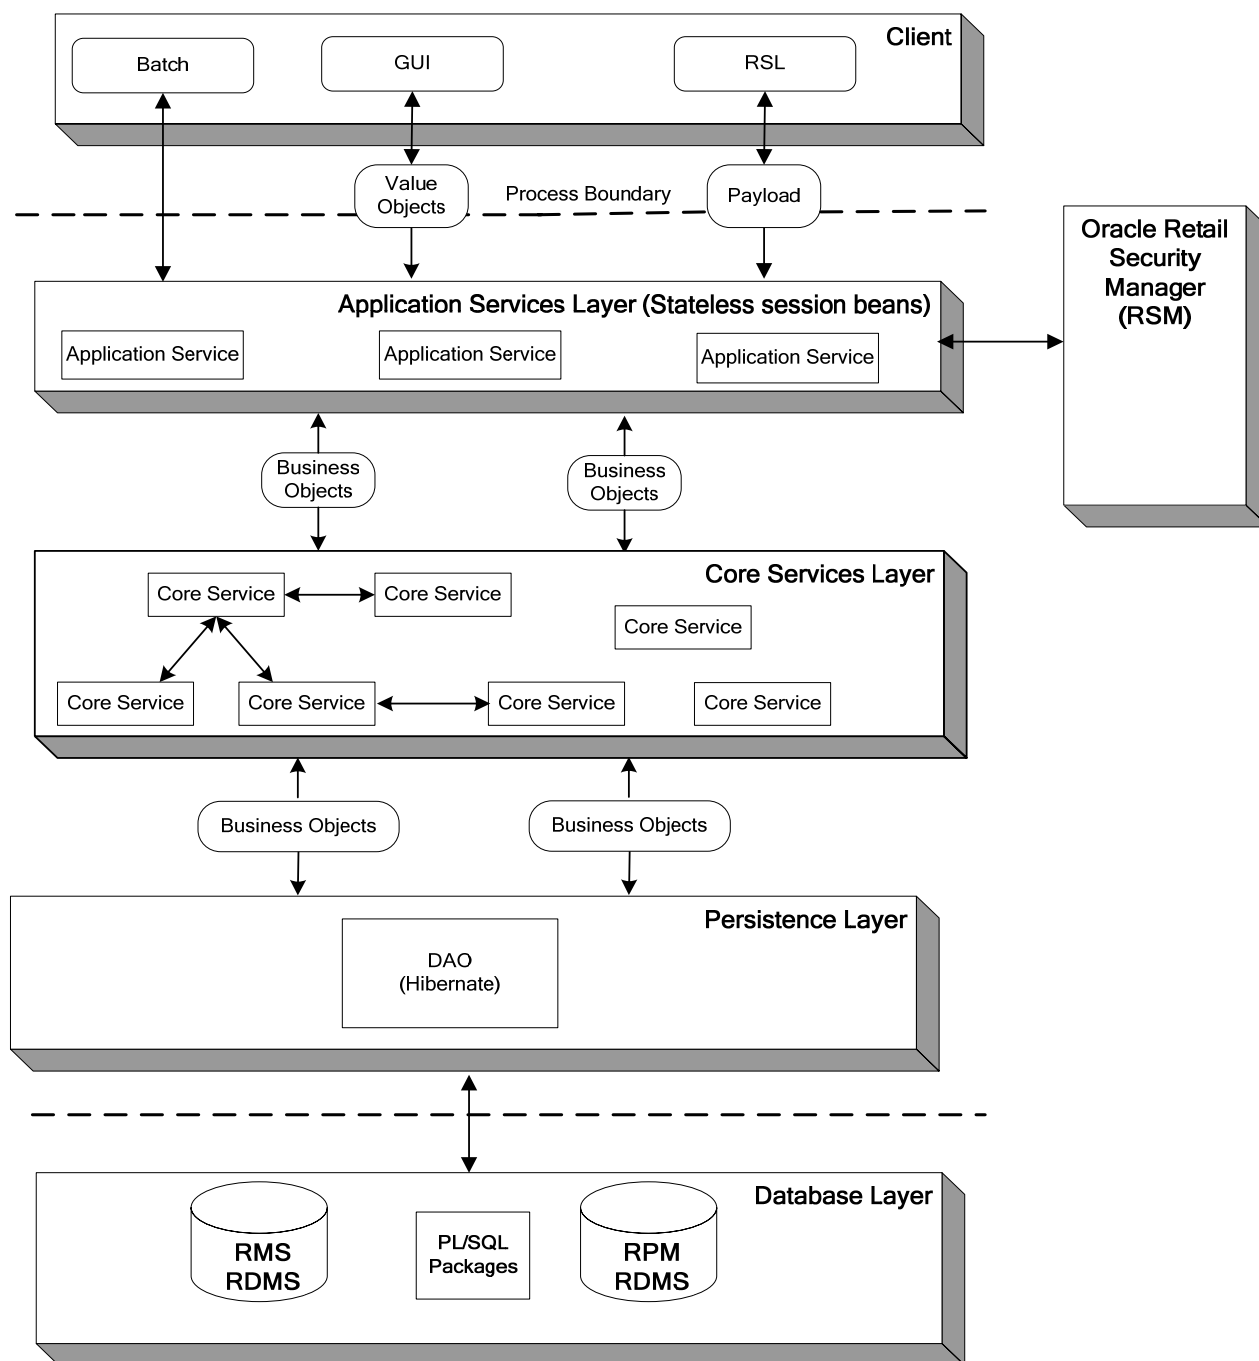 Client
Batch
GUI
RSL
Value
Objects
Process Boundary
Payload
Oracle Retail
Security
Manager
(RSM)
Application Services Layer (Stateless session beans)
Application Service
Application Service
Application Service
Business
Objects
Business
Objects
Core Services Layer
Core Service
Core Service
Core Service
Core Service
Core Service
Core Service
Core Service
Business Objects
Business Objects
Persistence Layer
DAO
(Hibernate)
Database Layer
RMS
RDMS
PL/SQL
Packages
RPM
RDMS